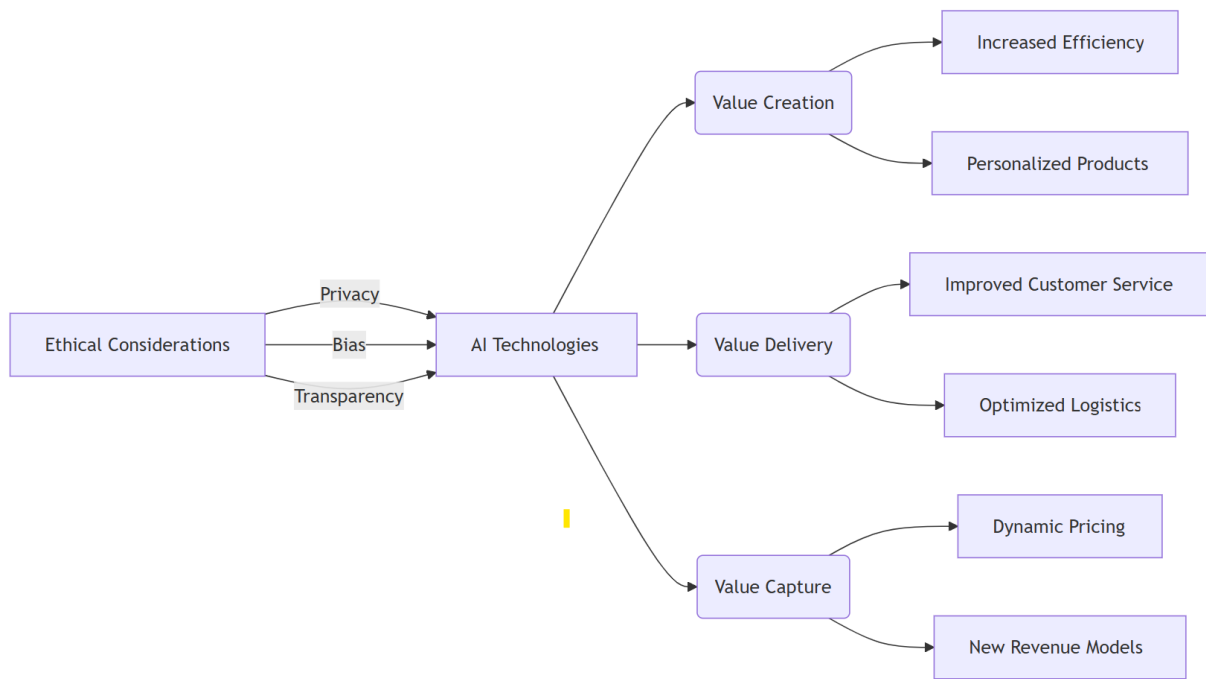 Increased Efficiency
Value Creation
Personalized Products
Improved Customer Service
Privacy
Ethical Considerations
Bias
AI Technologies
Value Delivery
Transparency
Optimized Logistics
Dynamic Pricing
Value Capture
New Revenue Models